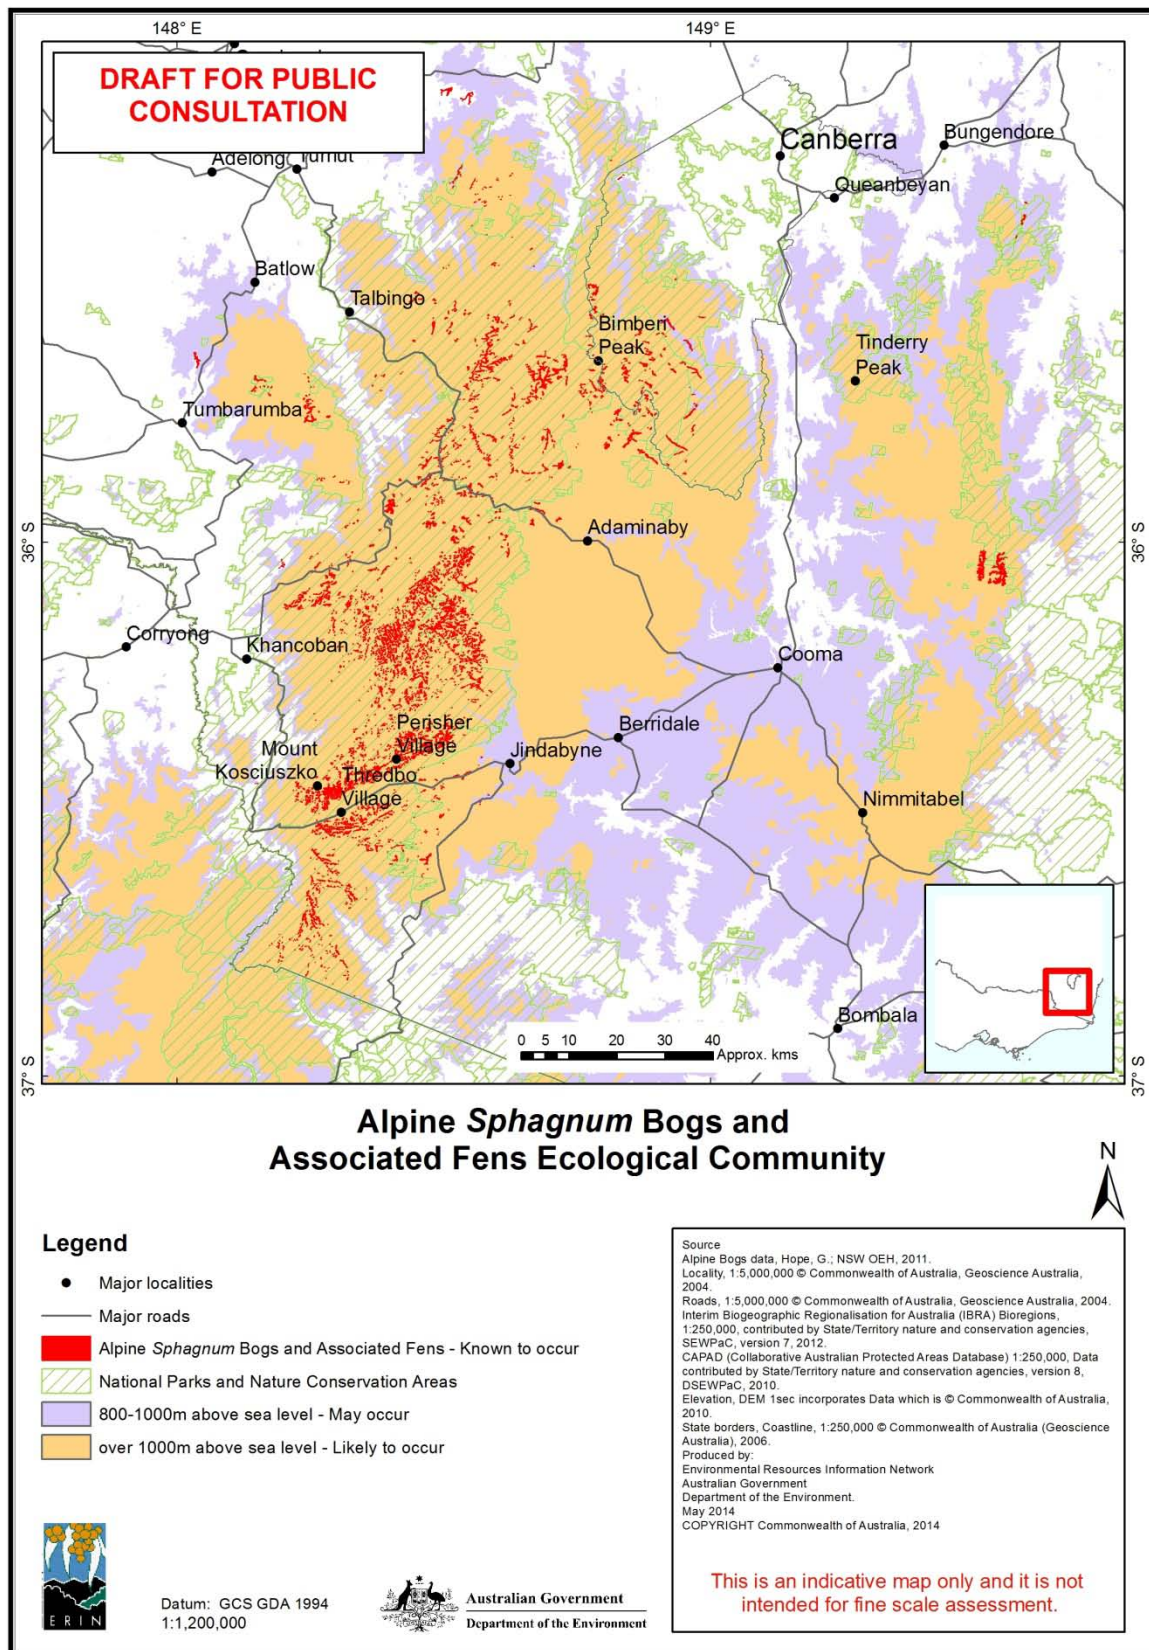 148° E
149° E
DRAFT FOR PUBLIC
CONSULTATION
Canberra
Bungendore
Adelong
Tumut
Queanbeyan
Batlow
Talbingo
Bimberi
Peak
Tinderry
Peak
Tumbarumba
36° S
36° S
Adaminaby
Corryong
Khancoban
Cooma
Perisher
Village
Berridale
Mount
Kosciuszko
Jindabyne
Thredbo
Village
Nimmitabel
Bombala
0 5 10 20 30 40
Approx. kms
37° S
37° S
Alpine Sphagnum Bogs and
Associated Fens Ecological Community
N
Legend
Major localities
Major roads
Alpine Sphagnum Bogs and Associated Fens - Known to occur
National Parks and Nature Conservation Areas
800-1000m above sea level - May occur
over 1000m above sea level - Likely to occur
Source
Alpine Bogs data, Hope, G.; NSW OEH, 2011.
Locality, 1:5,000,000 © Commonwealth of Australia, Geoscience Australia,
2004.
Roads, 1:5,000,000 © Commonwealth of Australia, Geoscience Australia, 2004.
Interim Biogeographic Regionalisation for Australia (IBRA) Bioregions,
1:250,000, contributed by State/Territory nature and conservation agencies,
SEWPaC, version 7, 2012.
CAPAD (Collaborative Australian Protected Areas Database) 1:250,000, Data
contributed by State/Territory nature and conservation agencies, version 8,
DSEWPaC, 2010.
Elevation, DEM 1sec incorporates Data which is © Commonwealth of Australia,
2010.
State borders, Coastline, 1:250,000 © Commonwealth of Australia (Geoscience
Australia), 2006.
Produced by:
Environmental Resources Information Network
Australian Government
Department of the Environment.
May 2014
COPYRIGHT Commonwealth of Australia, 2014
This is an indicative map only and it is not
intended for fine scale assessment.
ERIN
Datum: GCS GDA 1994
1:1,200,000
Australian Government
Department of the Environment